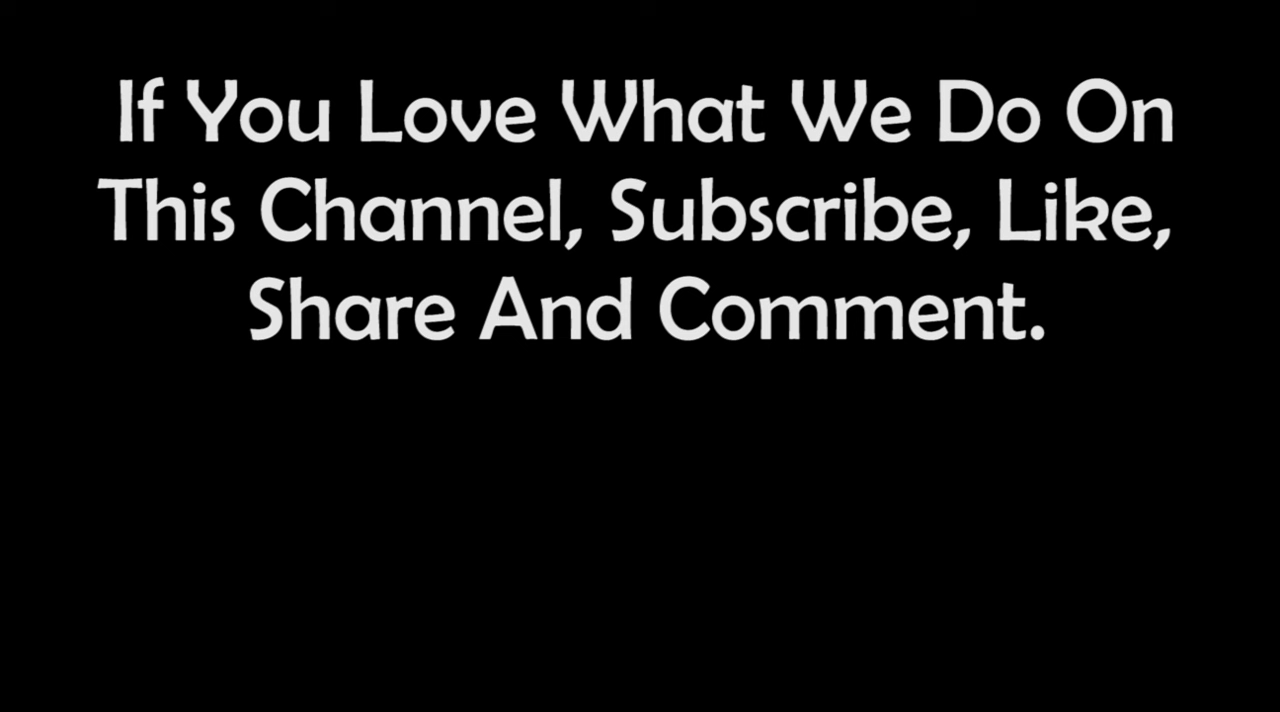 If You Love What We Do On
This Channel, Subscribe, Like,
Share And Comment.